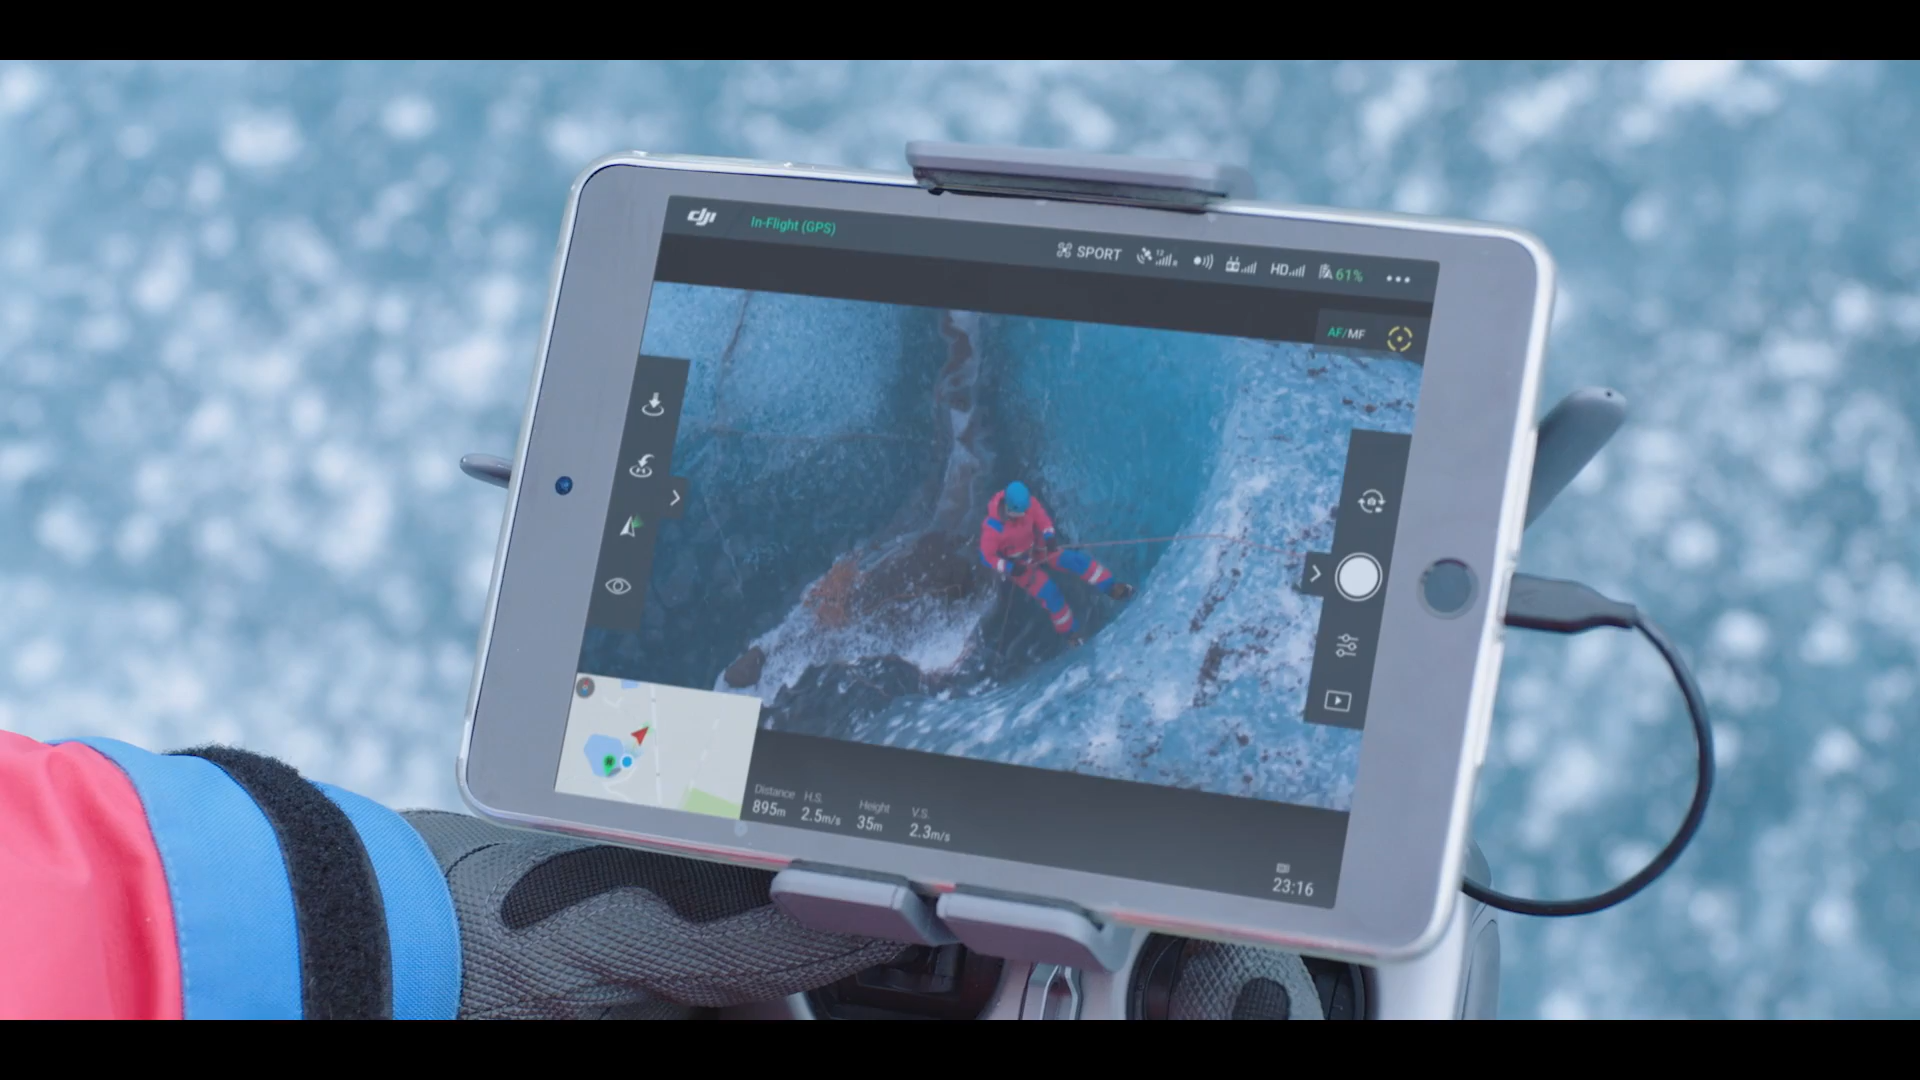 dji
In-Flight (GPS)
SPORT
12
R
HD
61%
AF/MF
N
Distance
895m
H.S.
2.5m/s
Height
35m
V.S.
2.3m/s
23:16